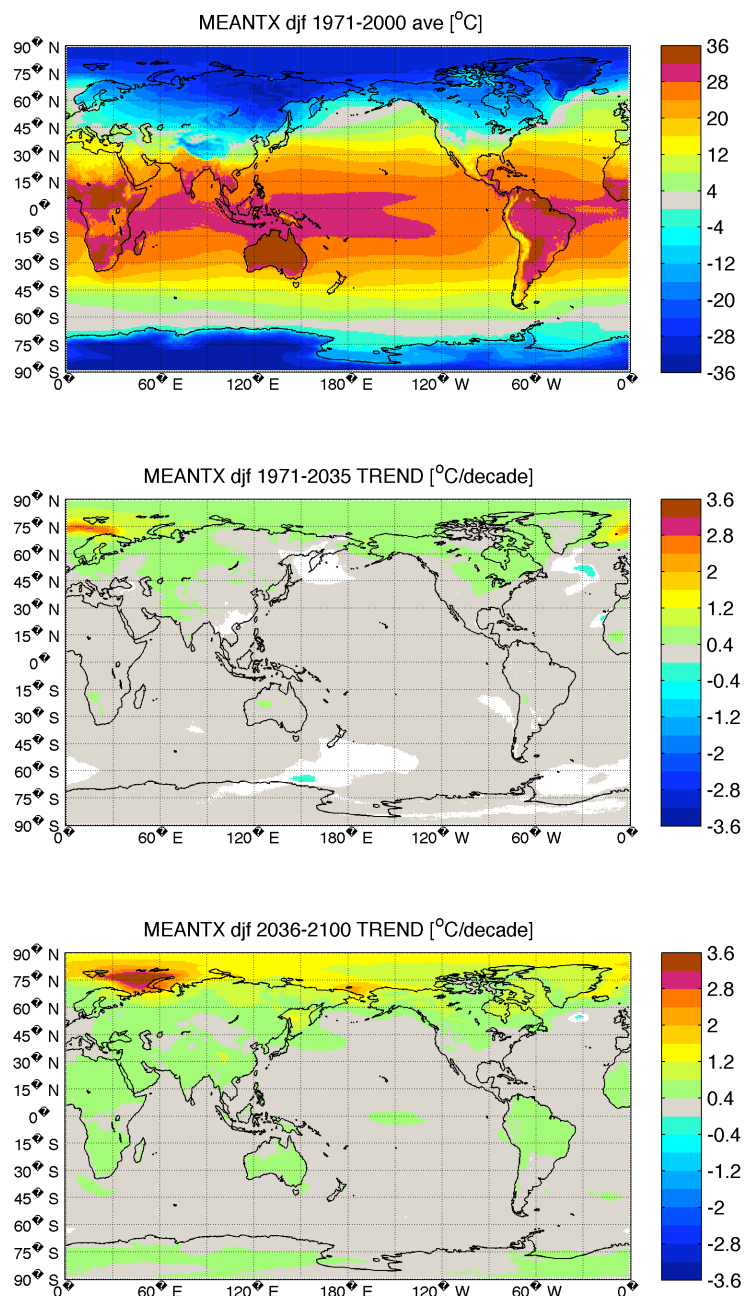 MEANTX djf 1971-2000 ave [°C]
90� N
75� N
60� N
45� N
30� N
15� N
0�
15� S
30� S
45� S
60� S
75� S
90� S
0� 60� E 120� E 180� W 120� W 60� W 0�
36
28
20
12
4
-4
-12
-20
-28
-36
MEANTX djf 1971-2035 TREND [°C/decade]
90� N
75� N
60� N
45� N
30� N
15� N
0�
15� S
30� S
45� S
60� S
75� S
90� S
0� 60� E 120� E 180� W 120� W 60� W 0�
3.6
2.8
2
1.2
0.4
-0.4
-1.2
-2
-2.8
-3.6
MEANTX djf 2036-2100 TREND [°C/decade]
90� N
75� N
60� N
45� N
30� N
15� N
0�
15� S
30� S
45� S
60� S
75� S
90� S
0� 60� E 120� E 180� W 120� W 60� W 0�
3.6
2.8
2
1.2
0.4
-0.4
-1.2
-2
-2.8
-3.6